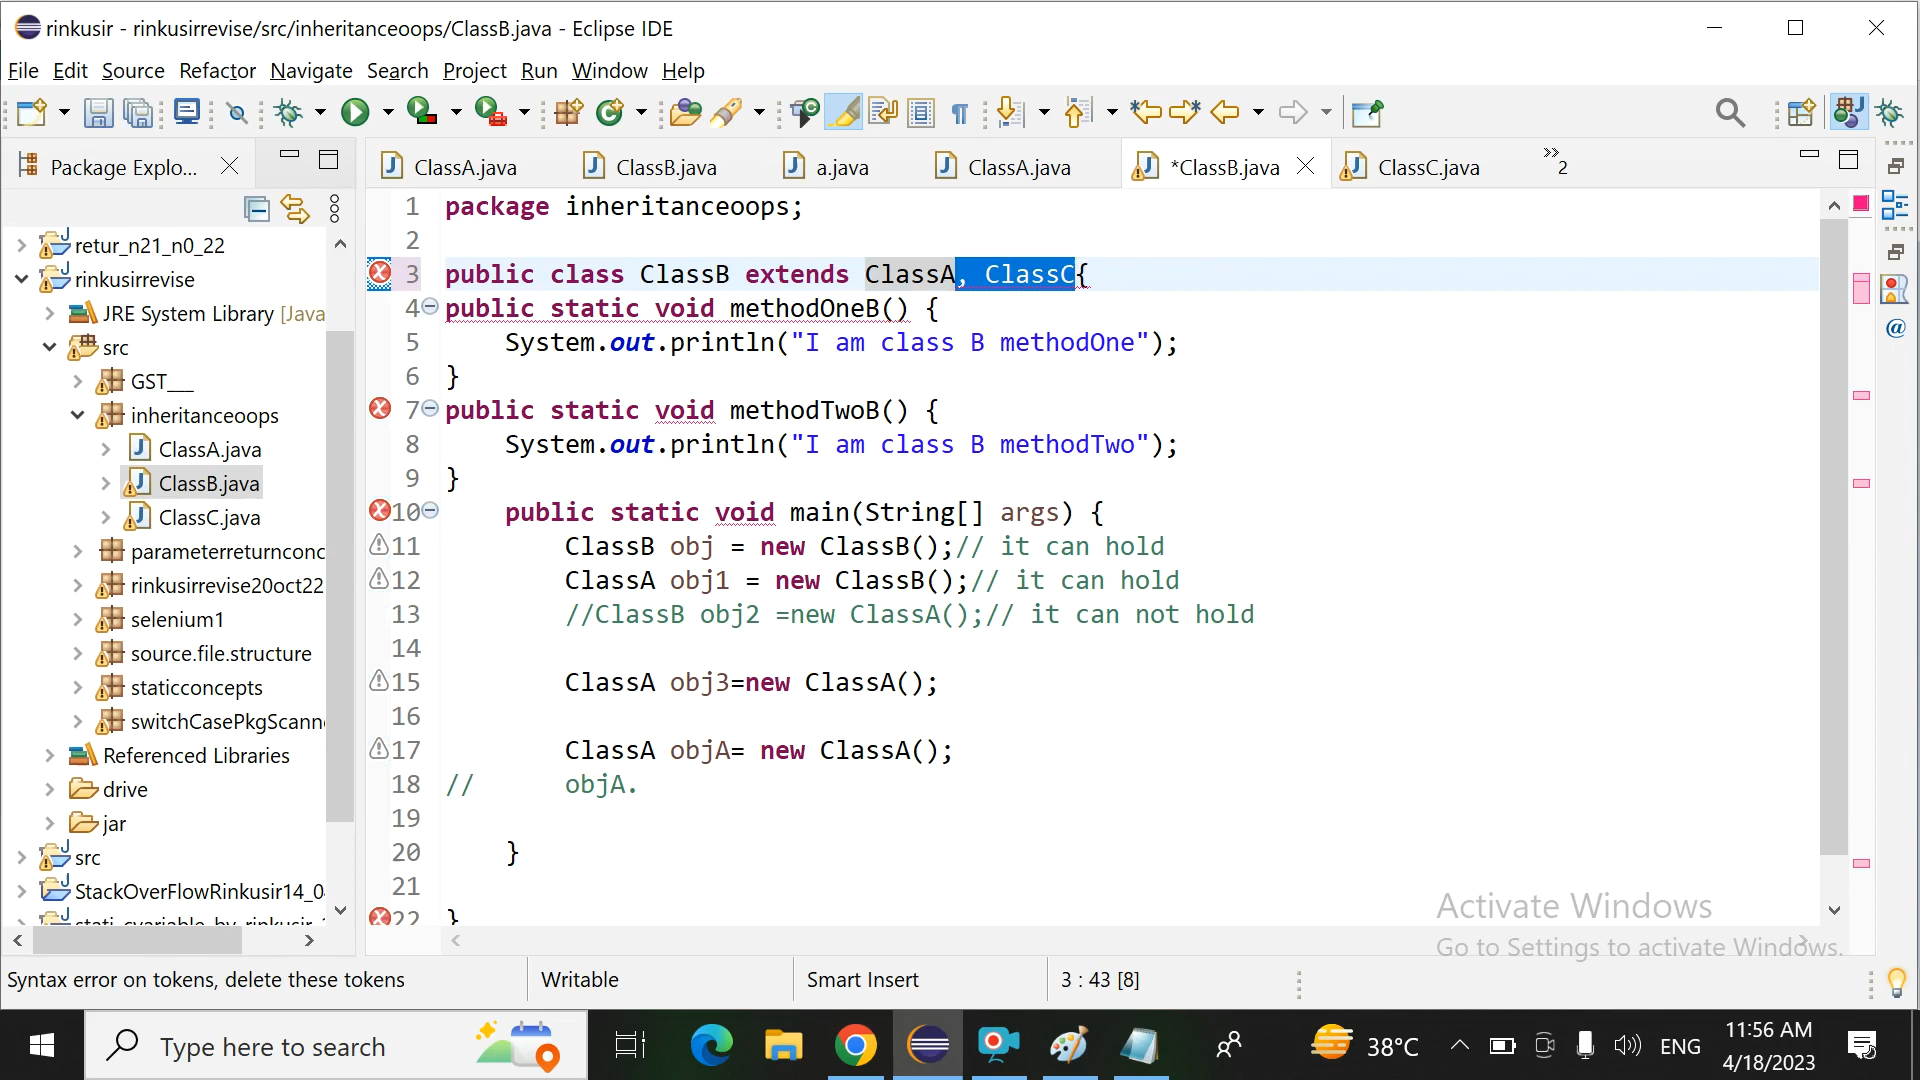 rinkusir - rinkusirrevise/src/inheritanceoops/ClassB.java - Eclipse IDE
File Edit Source Refactor Navigate Search Project Run Window Help
Package Explo...
ClassA.java ClassB.java a.java ClassA.java *ClassB.java ClassC.java »2
retur_n21_n0_22
rinkusirrevise
JRE System Library [Java
src
GST___
inheritanceoops
ClassA.java
ClassB.java
ClassC.java
parameterreturnconc
rinkusirrevise20oct22
selenium1
source.file.structure
staticconcepts
switchCasePkgScann
Referenced Libraries
drive
jar
src
StackOverFlowRinkusir14_0
1 package inheritanceoops;
2
3 public class ClassB extends ClassA, ClassC{
4 public static void methodOneB() {
5 System.out.println("I am class B methodOne");
6 }
7 public static void methodTwoB() {
8 System.out.println("I am class B methodTwo");
9 }
10 public static void main(String[] args) {
11 ClassB obj = new ClassB();// it can hold
12 ClassA obj1 = new ClassB();// it can hold
13 //ClassB obj2 =new ClassA();// it can not hold
14
15 ClassA obj3=new ClassA();
16
17 ClassA objA= new ClassA();
18 // objA.
19
20 }
21
22 }
Activate Windows
Go to Settings to activate Windows.
Syntax error on tokens, delete these tokens Writable Smart Insert 3 : 43 [8]
Type here to search
38°C ENG 11:56 AM
4/18/2023